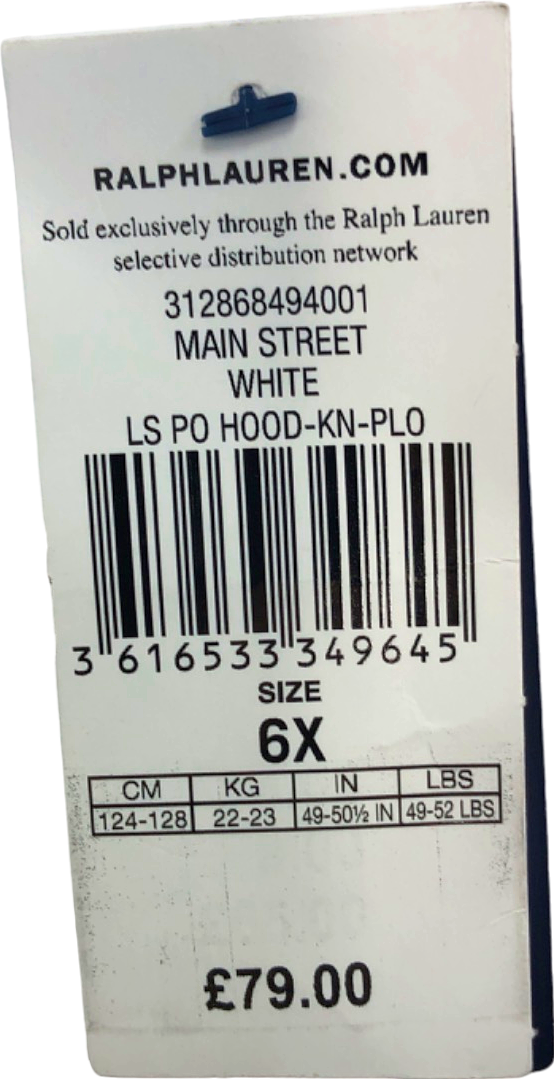 RALPHLAUREN.COM
Sold exclusively through the Ralph Lauren
selective distribution network
312868494001
MAIN STREET
WHITE
LS PO HOOD-KN-PLO
3 616533 349645
SIZE
6X
CM KG IN LBS
124-128 22-23 49-50½ IN 49-52 LBS
£79.00